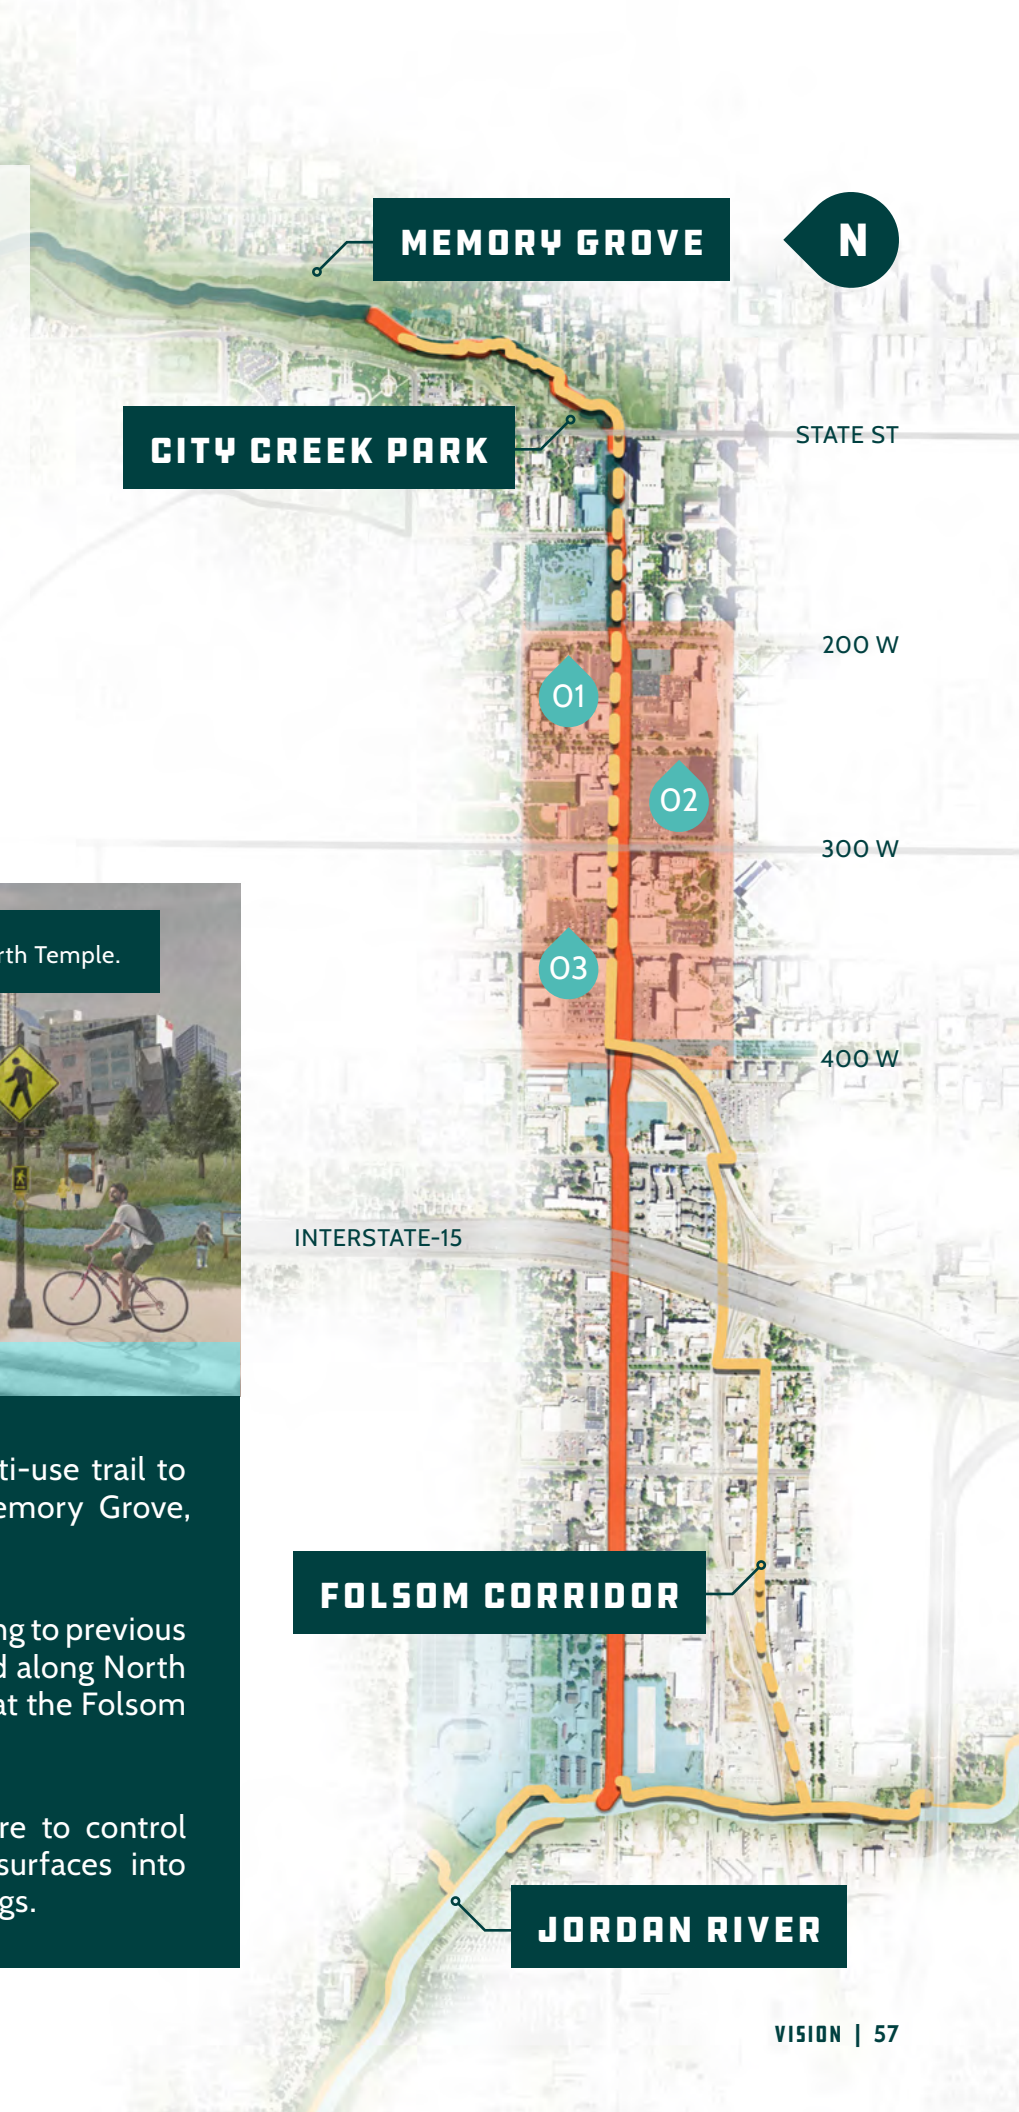 MEMORY GROVE
N
CITY CREEK PARK
STATE ST
200 W
01
02
300 W
rth Temple.
03
400 W
INTERSTATE-15
ti-use trail to
emory Grove,
FOLSOM CORRIDOR
ng to previous
d along North
at the Folsom
re to control
surfaces into
gs.
JORDAN RIVER
VISION | 57